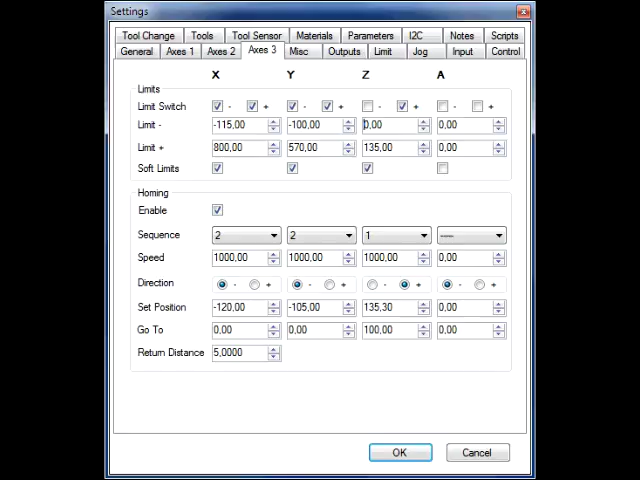 Settings
Tool Change Tools Tool Sensor Materials Parameters I2C Notes Scripts
General Axes 1 Axes 2 Axes 3 Misc Outputs Limit Jog Input Control
X Y Z A
Limits
Limit Switch - + - + - + - +
Limit - -115,00 -100,00 0,00 0,00
Limit + 800,00 570,00 135,00 0,00
Soft Limits
Homing
Enable
Sequence 2 2 1 ----
Speed 1000,00 1000,00 1000,00 0,00
Direction - + - + - + - +
Set Position -120,00 -105,00 135,30 0,00
Go To 0,00 0,00 100,00 0,00
Return Distance 5,0000
OK Cancel